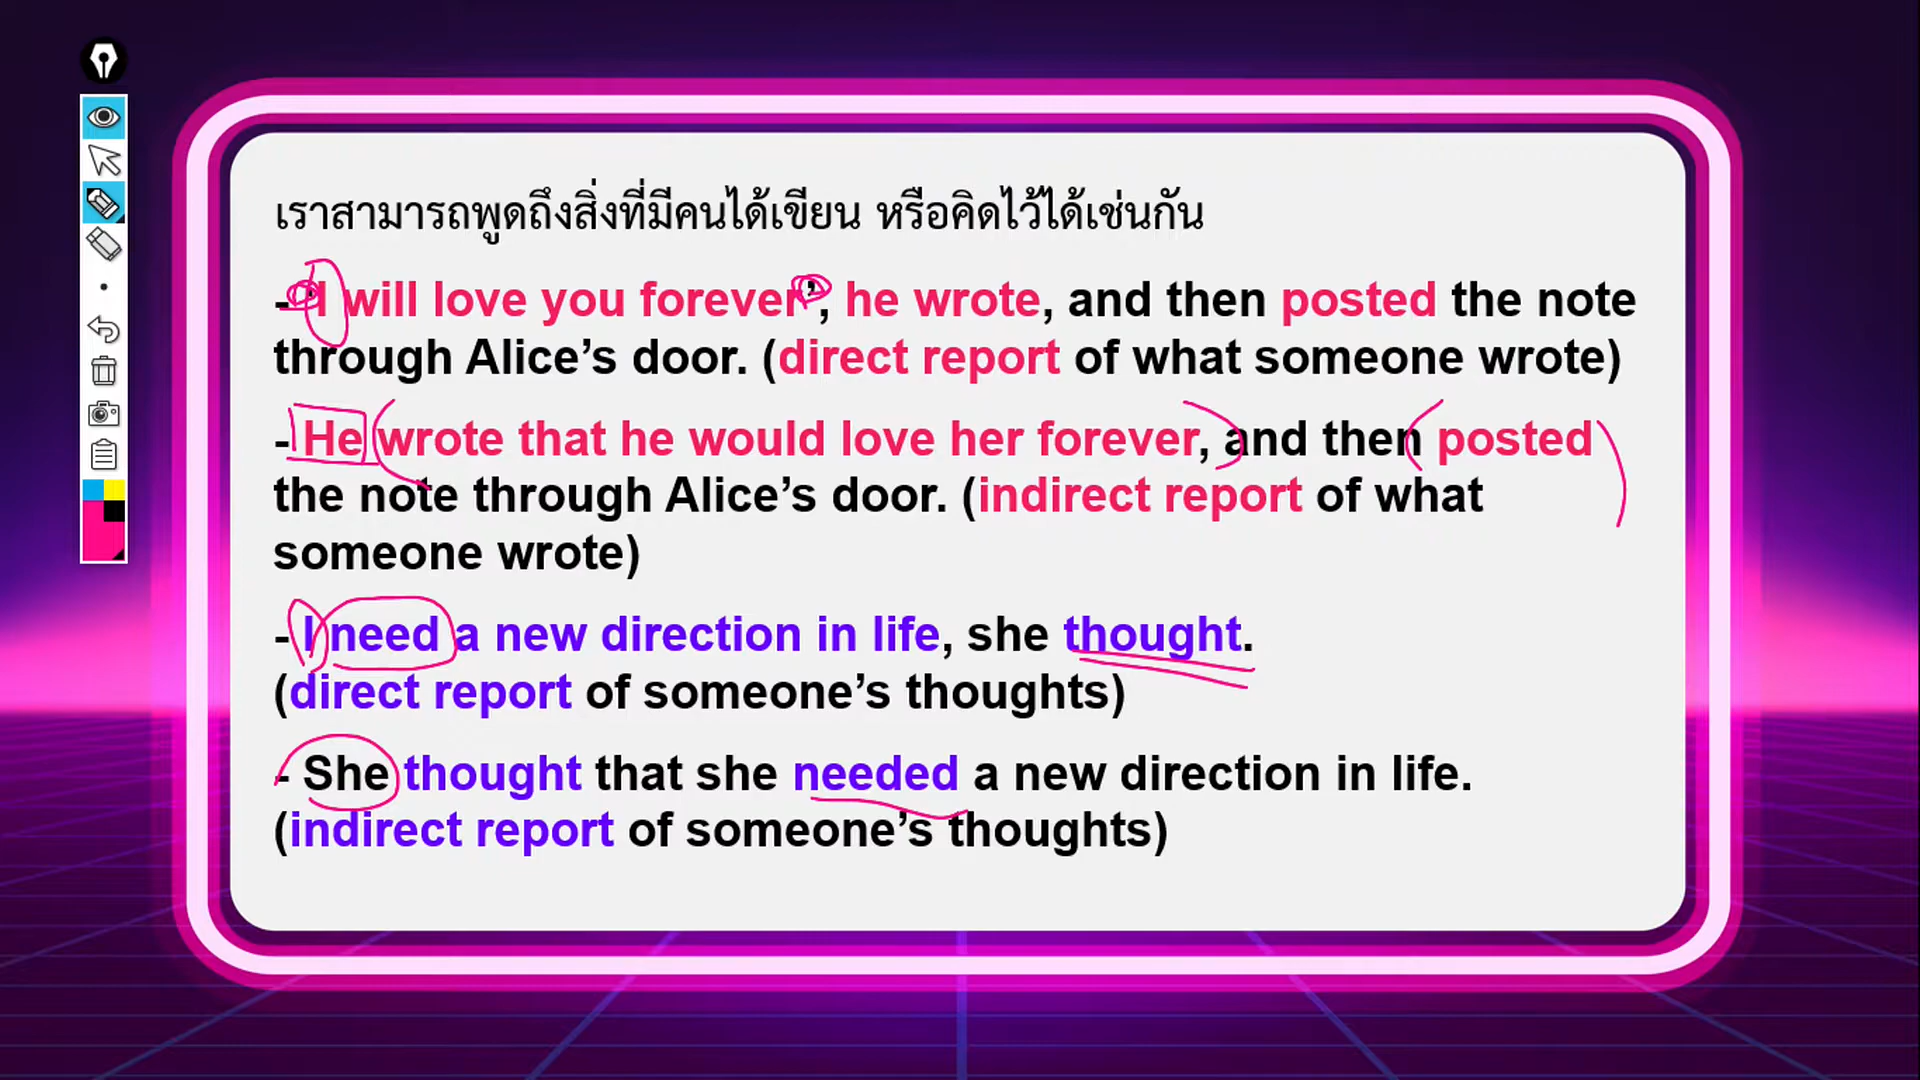 เราสามารถพูดถึงสิ่งที่มีคนได้เขียน หรือคิดไว้ได้เช่นกัน
- ‘I will love you forever’, he wrote, and then posted the note
through Alice’s door. (direct report of what someone wrote)
- He wrote that he would love her forever, and then posted
the note through Alice’s door. (indirect report of what
someone wrote)
- I need a new direction in life, she thought.
(direct report of someone’s thoughts)
- She thought that she needed a new direction in life.
(indirect report of someone’s thoughts)